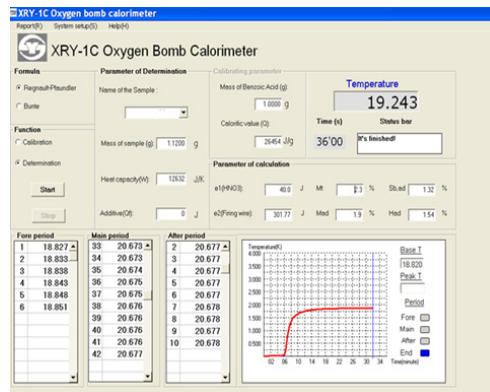 XRY-1C Oxygen bomb calorimeter
Report(R) System setup(S) Help(H)
XRY-1C Oxygen Bomb Calorimeter
Formula
Regnault-Pfaundler
Bunte
Function
Calibration
Determination
Start
Stop
Parameter of Determination
Name of the Sample :
Mass of sample (g): 1.1200 g
Heat capacity(W): 12632 J/K
Additive(Qf): 0 J
Calibrating parameter
Mass of Benzoic Acid (g):
1.0000 g
Calorific value (Q):
26454 J/g
Temperature
19.243
Time (s) Status bar
36'00 It's finished!
Parameter of calculation
e1(HNO3): 40.0 J Mt 2.3 % Sb,ad 1.32 %
e2(Firing wire): 301.77 J Mad 1.9 % Had 1.54 %
Fore period
1 18.827
2 18.833
3 18.838
4 18.843
5 18.848
6 18.851
Main period
33 20.673
34 20.673
35 20.674
36 20.675
37 20.675
38 20.676
39 20.676
40 20.676
41 20.676
42 20.677
After period
2 20.677
3 20.677
4 20.677
5 20.677
6 20.677
7 20.678
8 20.678
9 20.677
10 20.678
Temperature(K)
4.000
3.500
3.000
2.500
2.000
1.500
1.000
0.500
02 06 10 14 18 22 26 30 34 Time(minute)
Base T
18.820
Peak T
Period
Fore
Main
After
End